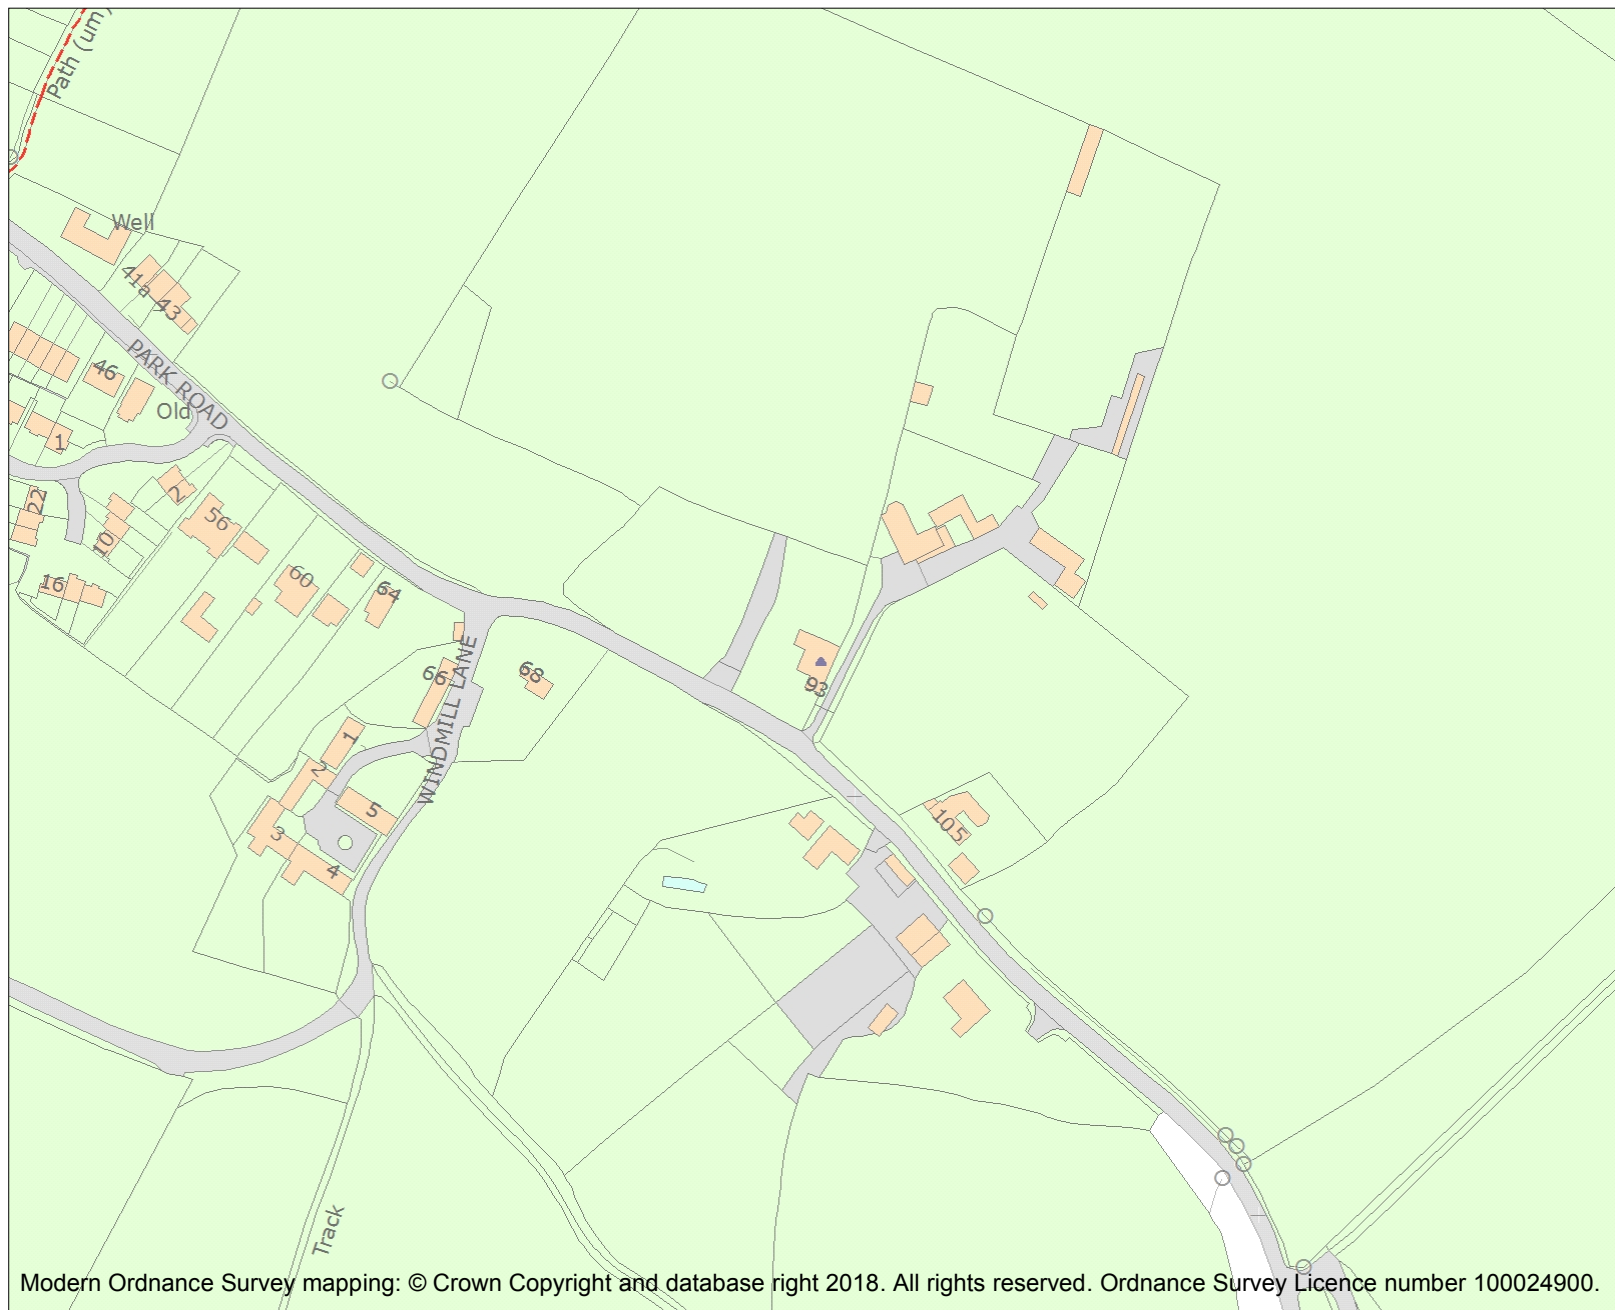 Path (um)
Well
41a
43
PARK ROAD
46
Old
1
22
2
10
56
16
60
64
66
68
WINDMILL LANE
93
1
2
5
3
4
105
Track
Modern Ordnance Survey mapping: © Crown Copyright and database right 2018. All rights reserved. Ordnance Survey Licence number 100024900.